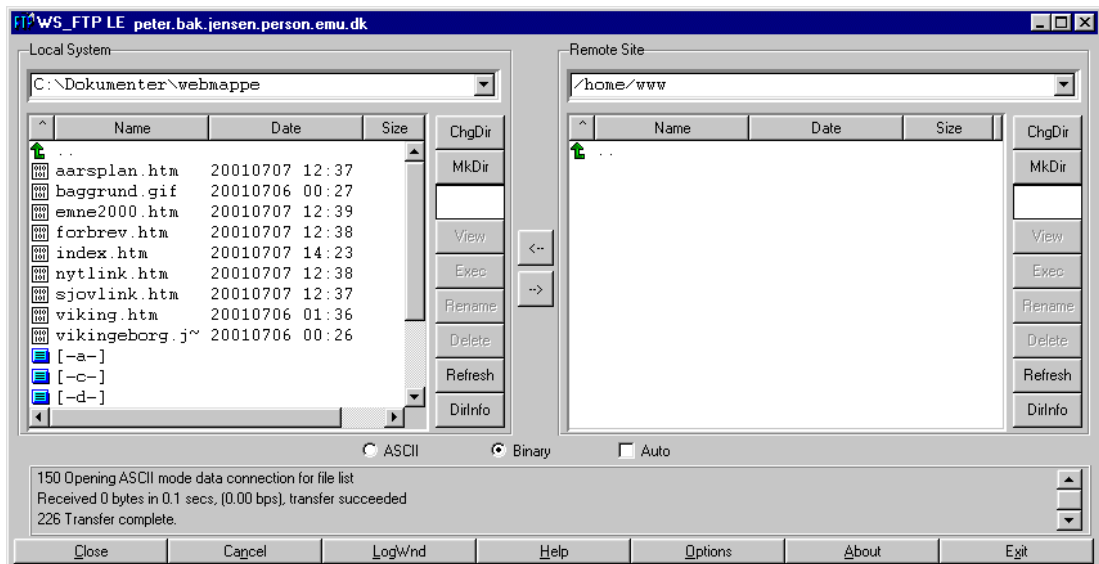 WS_FTP LE peter.bak.jensen.person.emu.dk
Local System
C:\Dokumenter\webmappe
^ Name Date Size
..
aarsplan.htm 20010707 12:37
baggrund.gif 20010706 00:27
emne2000.htm 20010707 12:39
forbrev.htm 20010707 12:38
index.htm 20010707 14:23
nytlink.htm 20010707 12:38
sjovlink.htm 20010707 12:37
viking.htm 20010706 01:36
vikingeborg.j~ 20010706 00:26
[-a-]
[-c-]
[-d-]
ChgDir
MkDir
View
Exec
Rename
Delete
Refresh
DirInfo
<--
-->
Remote Site
/home/www
^ Name Date Size
..
ChgDir
MkDir
View
Exec
Rename
Delete
Refresh
DirInfo
ASCII Binary Auto
150 Opening ASCII mode data connection for file list
Received 0 bytes in 0.1 secs, (0.00 bps), transfer succeeded
226 Transfer complete.
Close Cancel LogWnd Help Options About Exit